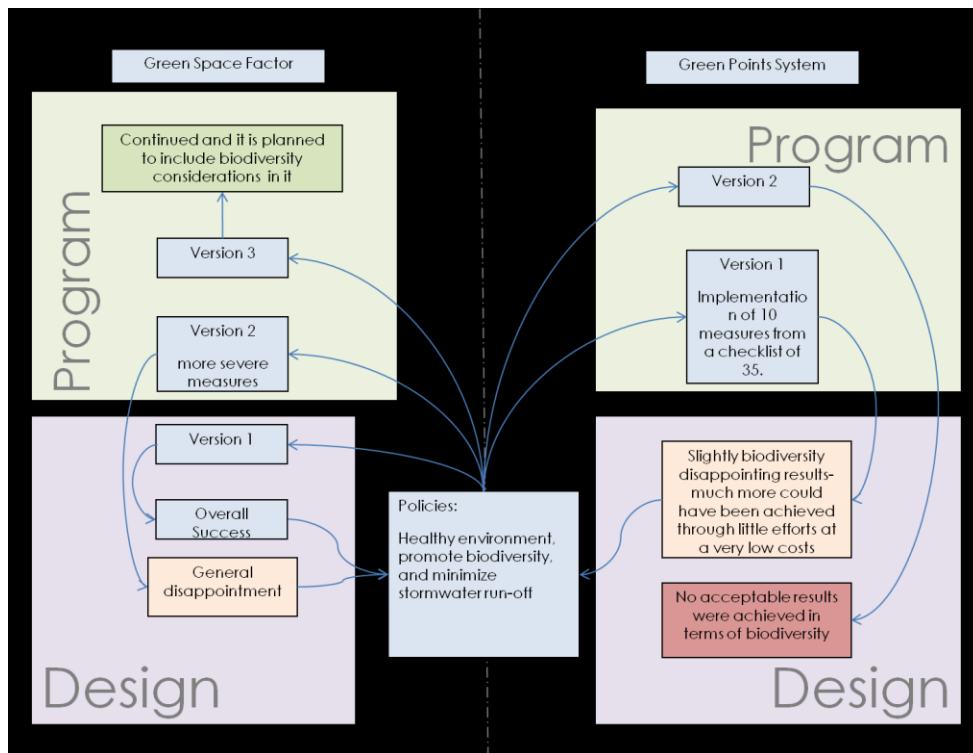 Green Space Factor
Program
Continued and it is planned
to include biodiversity
considerations in it
Version 3
Version 2
more severe
measures
Version 1
Overall
Success
General
disappointment
Design
Policies:
Healthy environment,
promote biodiversity,
and minimize
stormwater run-off
Green Points System
Program
Version 2
Version 1
Implementatio
n of 10
measures from
a checklist of
35.
Slightly biodiversity
disappointing results-
much more could
have been achieved
through little efforts at
a very low costs
No acceptable results
were achieved in
terms of biodiversity
Design